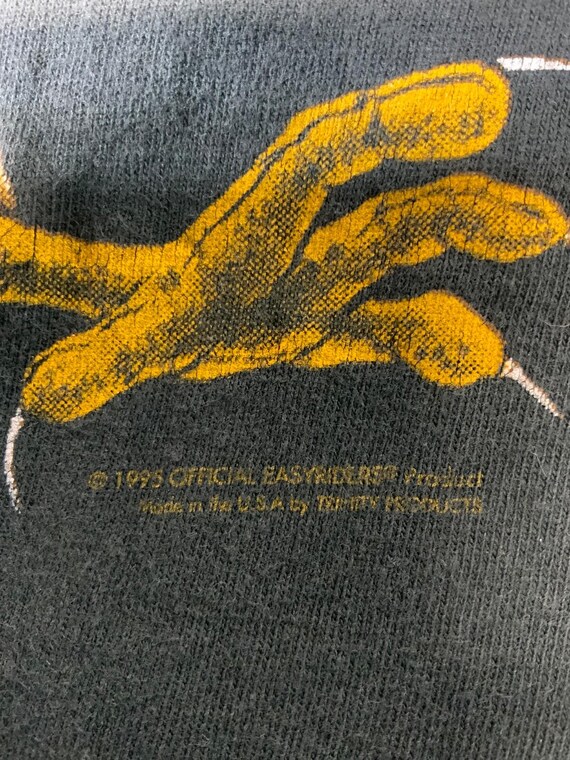 © 1995 OFFICIAL EASYRIDERS® Product
Made in the U.S.A by TRINITY PRODUCTS